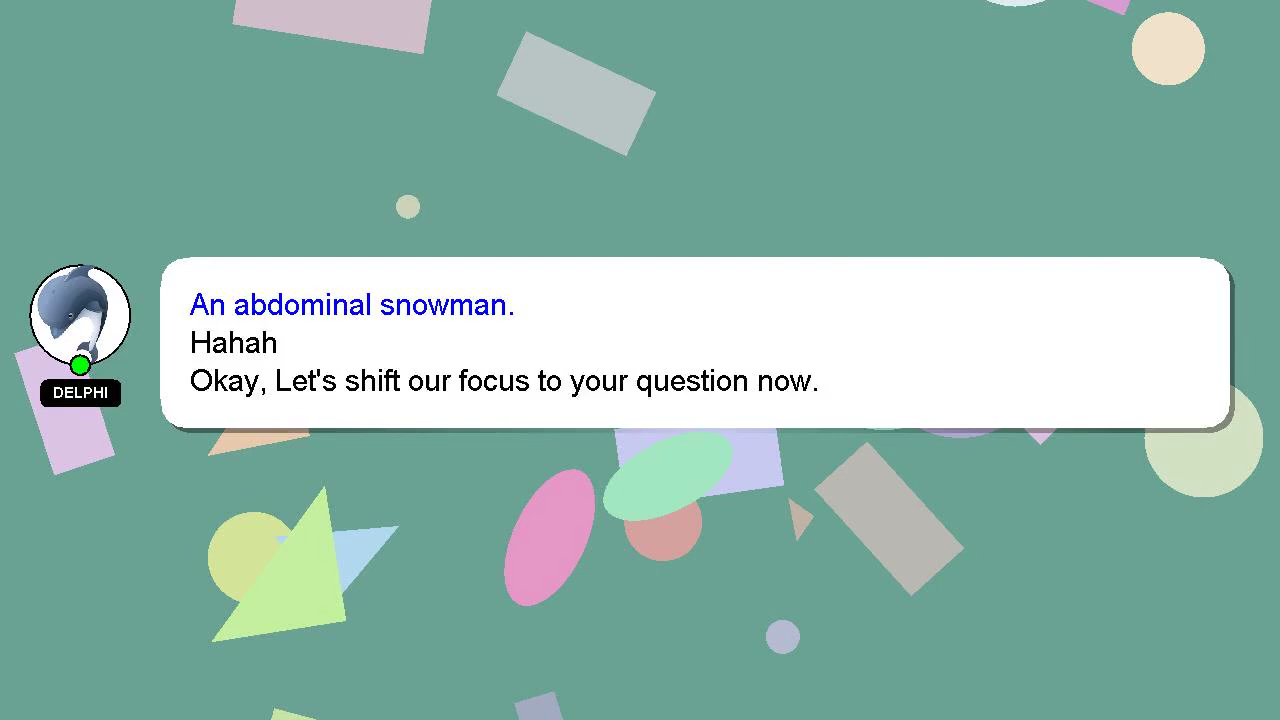 An abdominal snowman.
Hahah
Okay, Let's shift our focus to your question now.
DELPHI